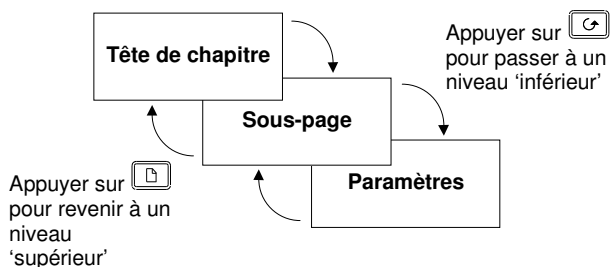 Tête de chapitre
Appuyer sur
pour passer à un
niveau ‘inférieur’
Sous-page
Paramètres
Appuyer sur
pour revenir à un
niveau
‘supérieur’